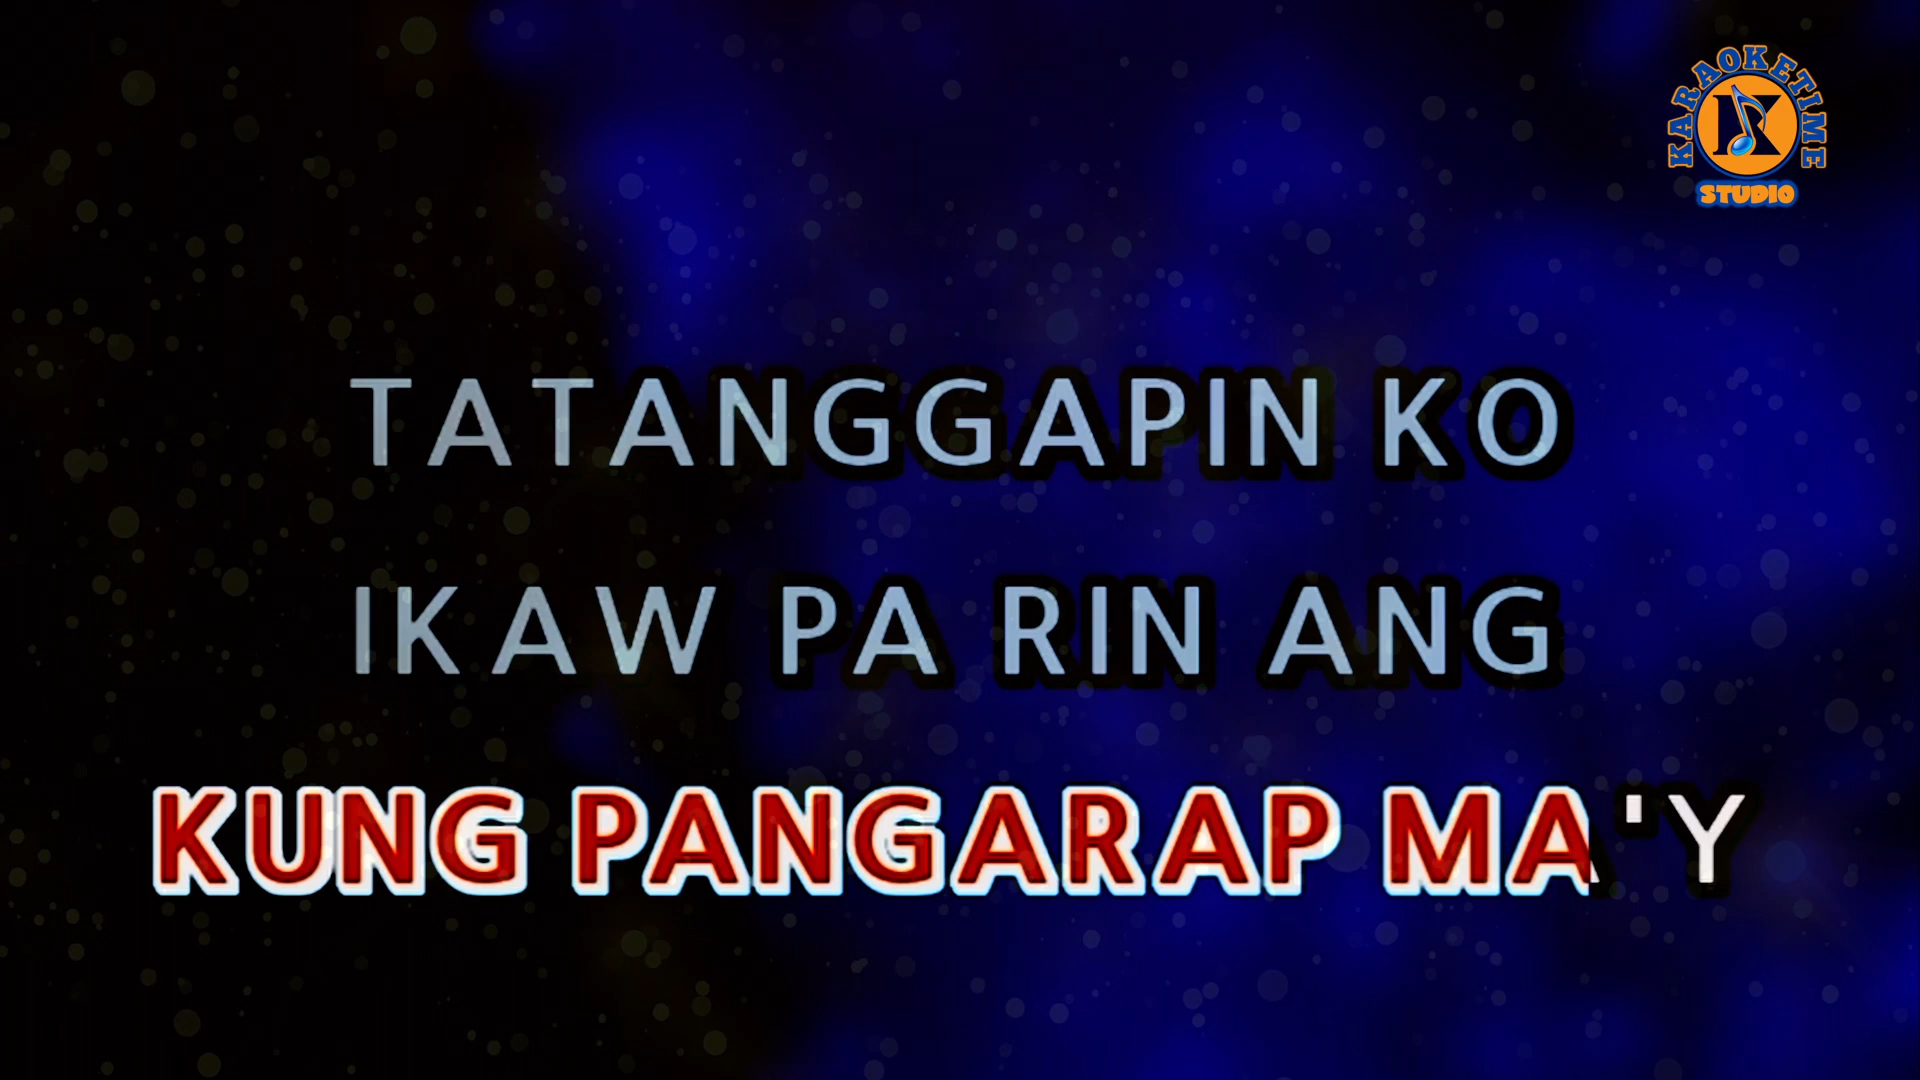 KARAOKETIME
STUDIO
TATANGGAPIN KO
IKAW PA RIN ANG
KUNG PANGARAP MA'Y